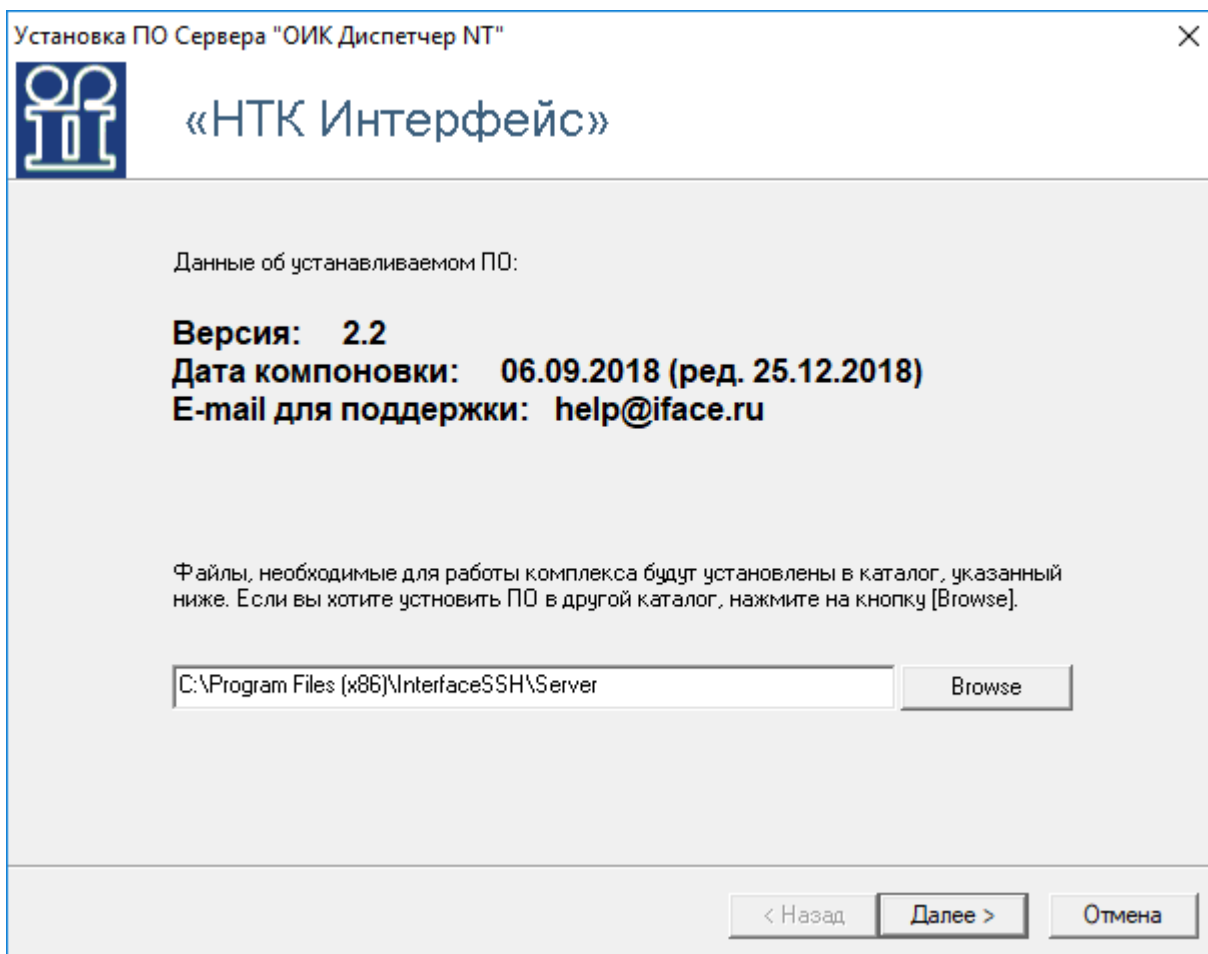 Установка ПО Сервера "ОИК Диспетчер NT"
«НТК Интерфейс»
Данные об устанавливаемом ПО:
Версия: 2.2
Дата компоновки: 06.09.2018 (ред. 25.12.2018)
E-mail для поддержки: help@iface.ru
Файлы, необходимые для работы комплекса будут установлены в каталог, указанный
ниже. Если вы хотите устновить ПО в другой каталог, нажмите на кнопку [Browse].
C:\Program Files (x86)\InterfaceSSH\Server
Browse
< Назад
Далее >
Отмена